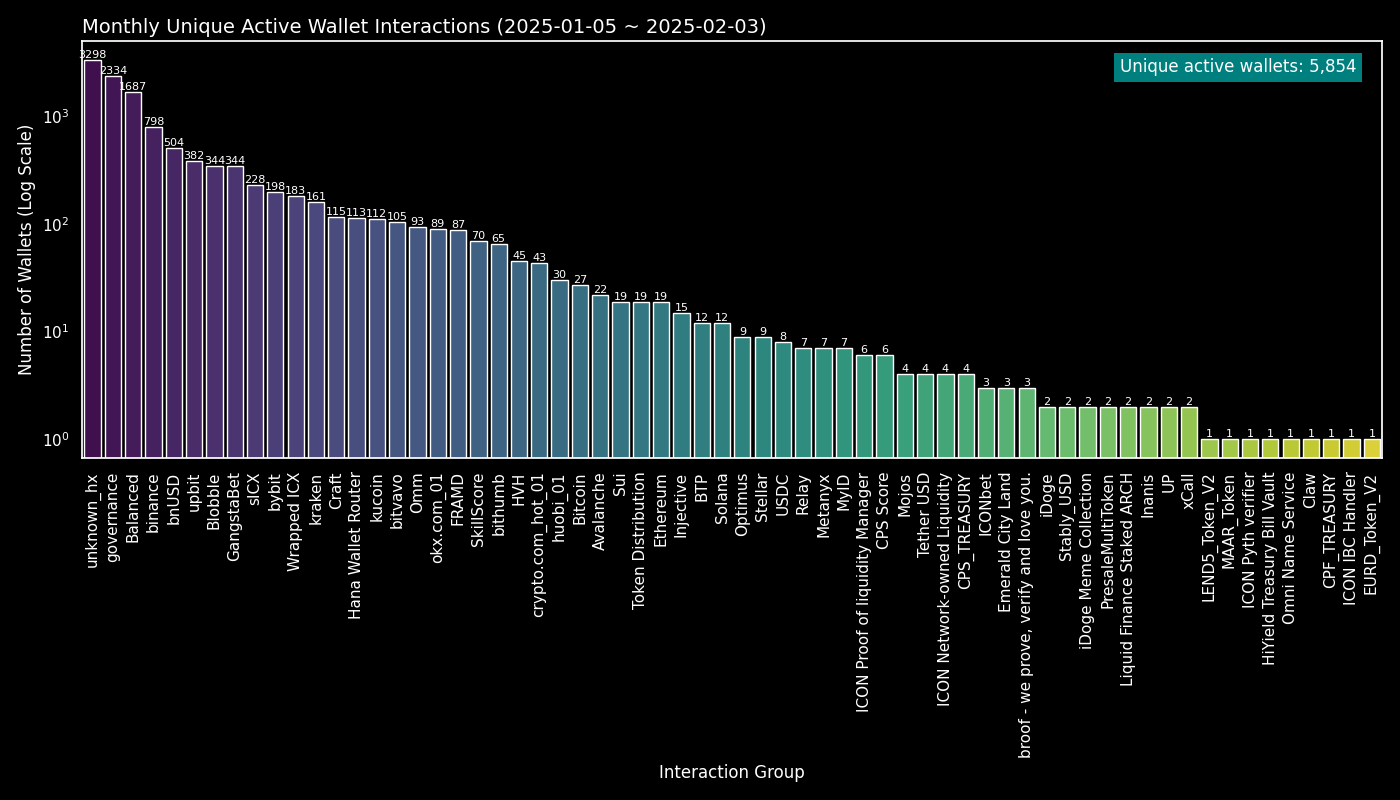 Monthly Unique Active Wallet Interactions (2025-01-05 ~ 2025-02-03)
Unique active wallets: 5,854
Number of Wallets (Log Scale)
10³
10²
10¹
10⁰
3298
2334
1687
798
504
382
344
344
228
198
183
161
115
113
112
105
93
89
87
70
65
45
43
30
27
22
19
19
19
15
12
12
9
9
8
7
7
7
6
6
4
4
4
4
3
3
3
2
2
2
2
2
2
2
2
1
1
1
1
1
1
1
1
1
unknown_hx
governance
Balanced
binance
bnUSD
upbit
Blobble
GangstaBet
sICX
bybit
Wrapped ICX
kraken
Craft
Hana Wallet Router
kucoin
bitvavo
Omm
okx.com_01
FRAMD
SkillScore
bithumb
HVH
crypto.com_hot_01
huobi_01
Bitcoin
Avalanche
Sui
Token Distribution
Ethereum
Injective
BTP
Solana
Optimus
Stellar
USDC
Relay
Metanyx
MyID
ICON Proof of liquidity Manager
CPS Score
Mojos
Tether USD
ICON Network-owned Liquidity
CPS_TREASURY
ICONbet
Emerald City Land
broof - we prove, verify and love you.
iDoge
Stably_USD
iDoge Meme Collection
PresaleMultiToken
Liquid Finance Staked ARCH
Inanis
UP
xCall
LEND5_Token_V2
MAAR_Token
ICON Pyth verifier
HiYield Treasury Bill Vault
Omni Name Service
Claw
CPF_TREASURY
ICON IBC Handler
EURD_Token_V2
Interaction Group